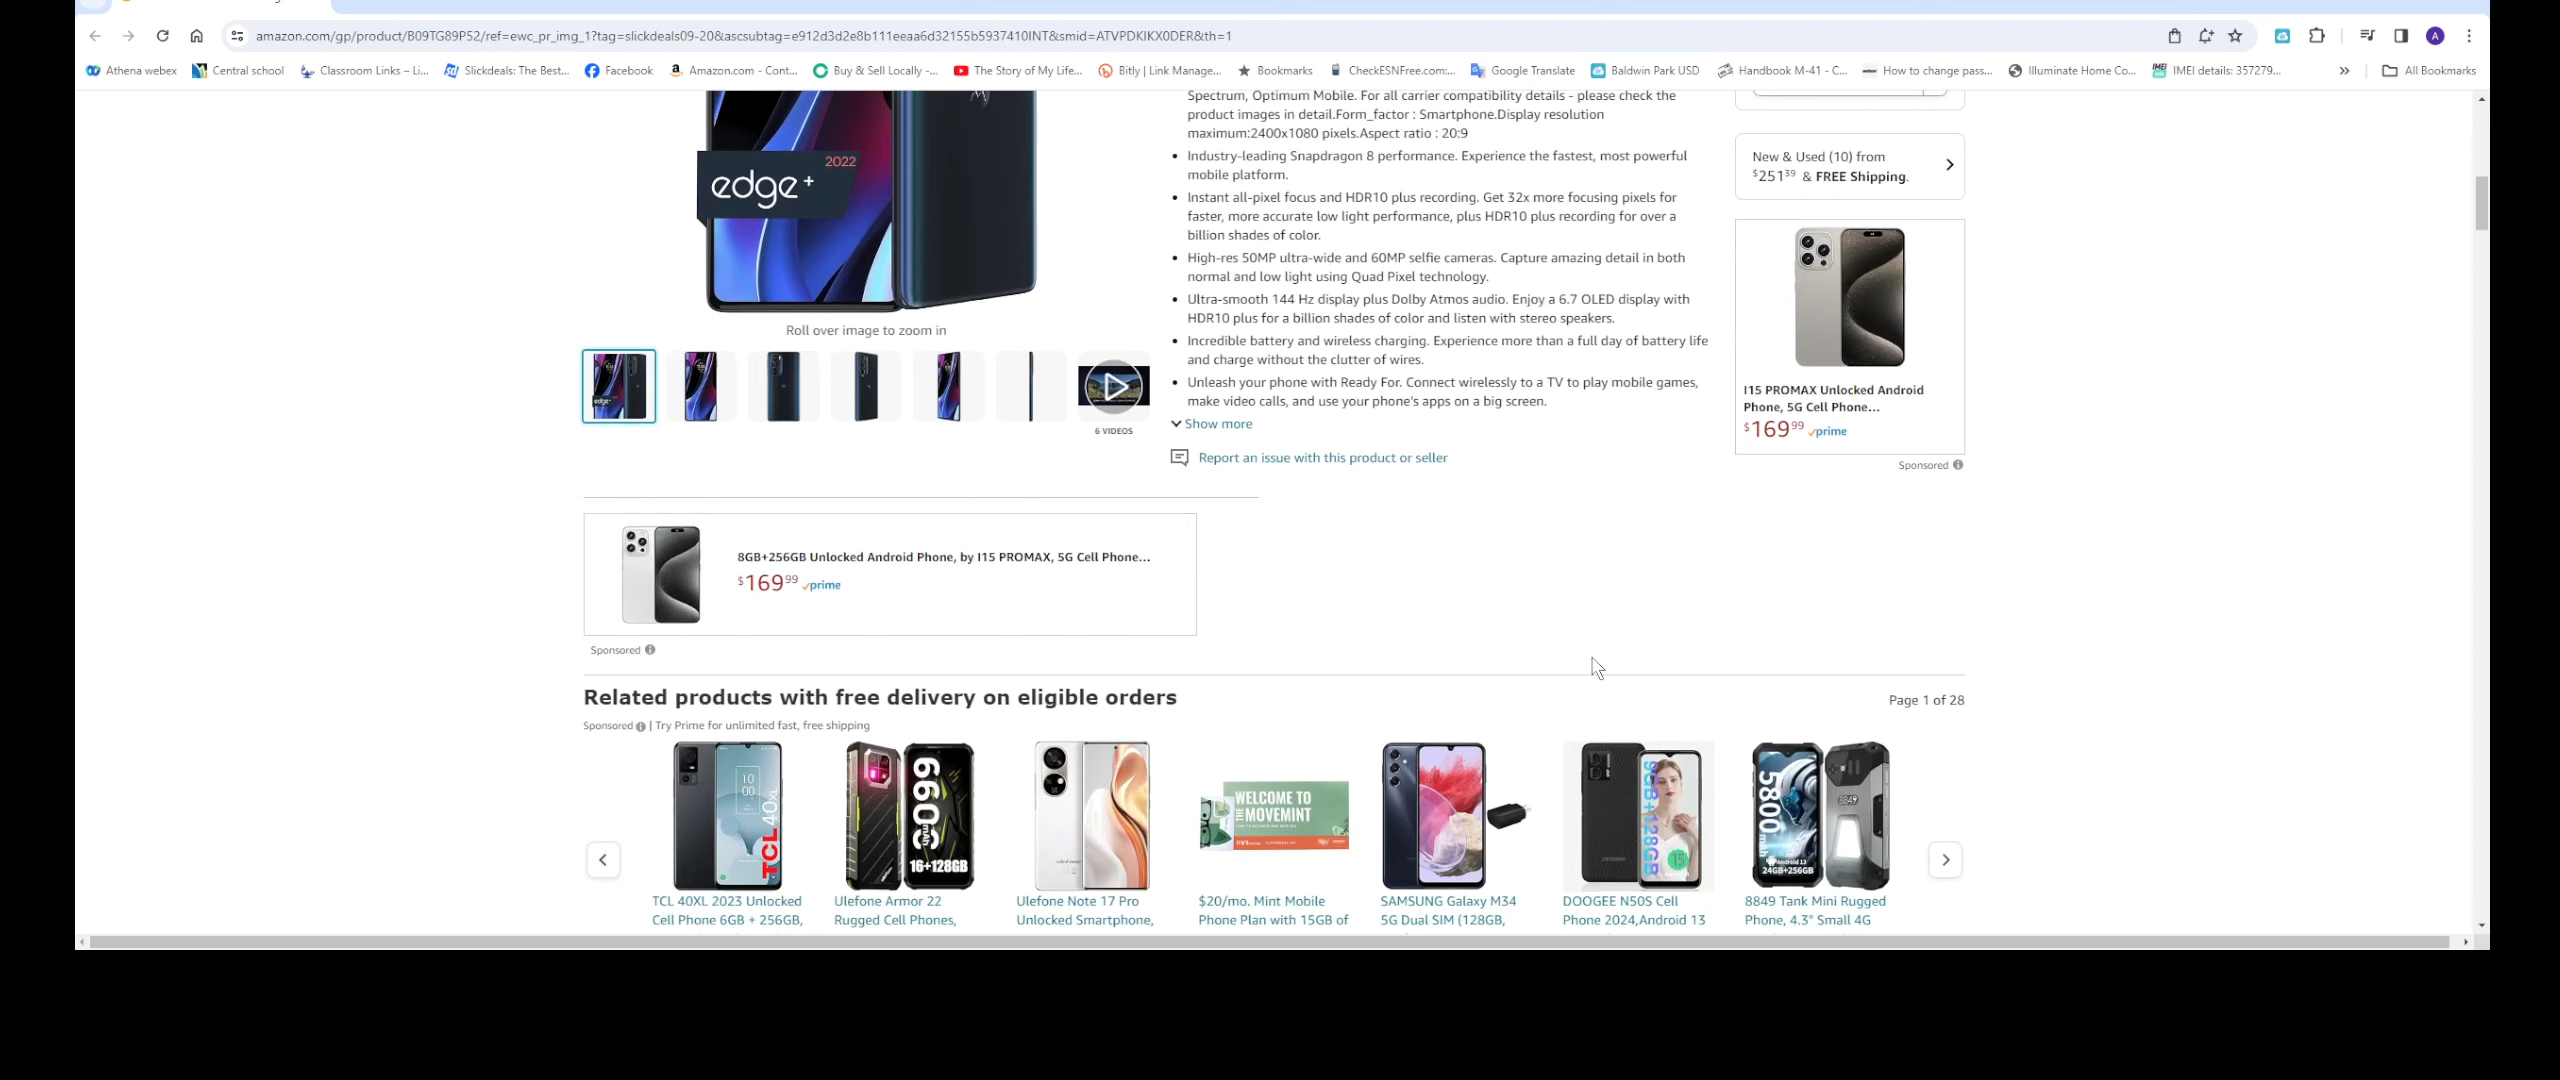 amazon.com/gp/product/B09TG89P52/ref=ewc_pr_img_1?tag=slickdeals09-20&ascsubtag=e912d3d2e8b111eeaa6d32155b5937410INT&smid=ATVPDKIKX0DER&th=1
A
Athena webex
Central school
Classroom Links – Li...
Slickdeals: The Best...
Facebook
Amazon.com - Cont...
Buy & Sell Locally -...
The Story of My Life...
Bitly | Link Manage...
Bookmarks
CheckESNFree.com:...
Google Translate
Baldwin Park USD
Handbook M-41 - C...
How to change pass...
Illuminate Home Co...
IMEI details: 357279...
»
All Bookmarks
2022
edge+
Roll over image to zoom in
6 VIDEOS
Spectrum, Optimum Mobile. For all carrier compatibility details - please check the
product images in detail.Form_factor : Smartphone.Display resolution
maximum:2400x1080 pixels.Aspect ratio : 20:9
• Industry-leading Snapdragon 8 performance. Experience the fastest, most powerful
mobile platform.
• Instant all-pixel focus and HDR10 plus recording. Get 32x more focusing pixels for
faster, more accurate low light performance, plus HDR10 plus recording for over a
billion shades of color.
• High-res 50MP ultra-wide and 60MP selfie cameras. Capture amazing detail in both
normal and low light using Quad Pixel technology.
• Ultra-smooth 144 Hz display plus Dolby Atmos audio. Enjoy a 6.7 OLED display with
HDR10 plus for a billion shades of color and listen with stereo speakers.
• Incredible battery and wireless charging. Experience more than a full day of battery life
and charge without the clutter of wires.
• Unleash your phone with Ready For. Connect wirelessly to a TV to play mobile games,
make video calls, and use your phone's apps on a big screen.
Show more
Report an issue with this product or seller
New & Used (10) from
$251 39 & FREE Shipping.
I15 PROMAX Unlocked Android
Phone, 5G Cell Phone...
$169 99 prime
Sponsored
8GB+256GB Unlocked Android Phone, by I15 PROMAX, 5G Cell Phone...
$169 99 prime
Sponsored
Related products with free delivery on eligible orders
Page 1 of 28
Sponsored | Try Prime for unlimited fast, free shipping
TCL 40XL
6600mAh
16+128GB
WELCOME TO
THE MOVEMINT
8GB+128GB
5800mAh
Android 13
24GB+256GB
8849
TCL 40XL 2023 Unlocked
Cell Phone 6GB + 256GB,
Ulefone Armor 22
Rugged Cell Phones,
Ulefone Note 17 Pro
Unlocked Smartphone,
$20/mo. Mint Mobile
Phone Plan with 15GB of
SAMSUNG Galaxy M34
5G Dual SIM (128GB,
DOOGEE N50S Cell
Phone 2024,Android 13
8849 Tank Mini Rugged
Phone, 4.3" Small 4G